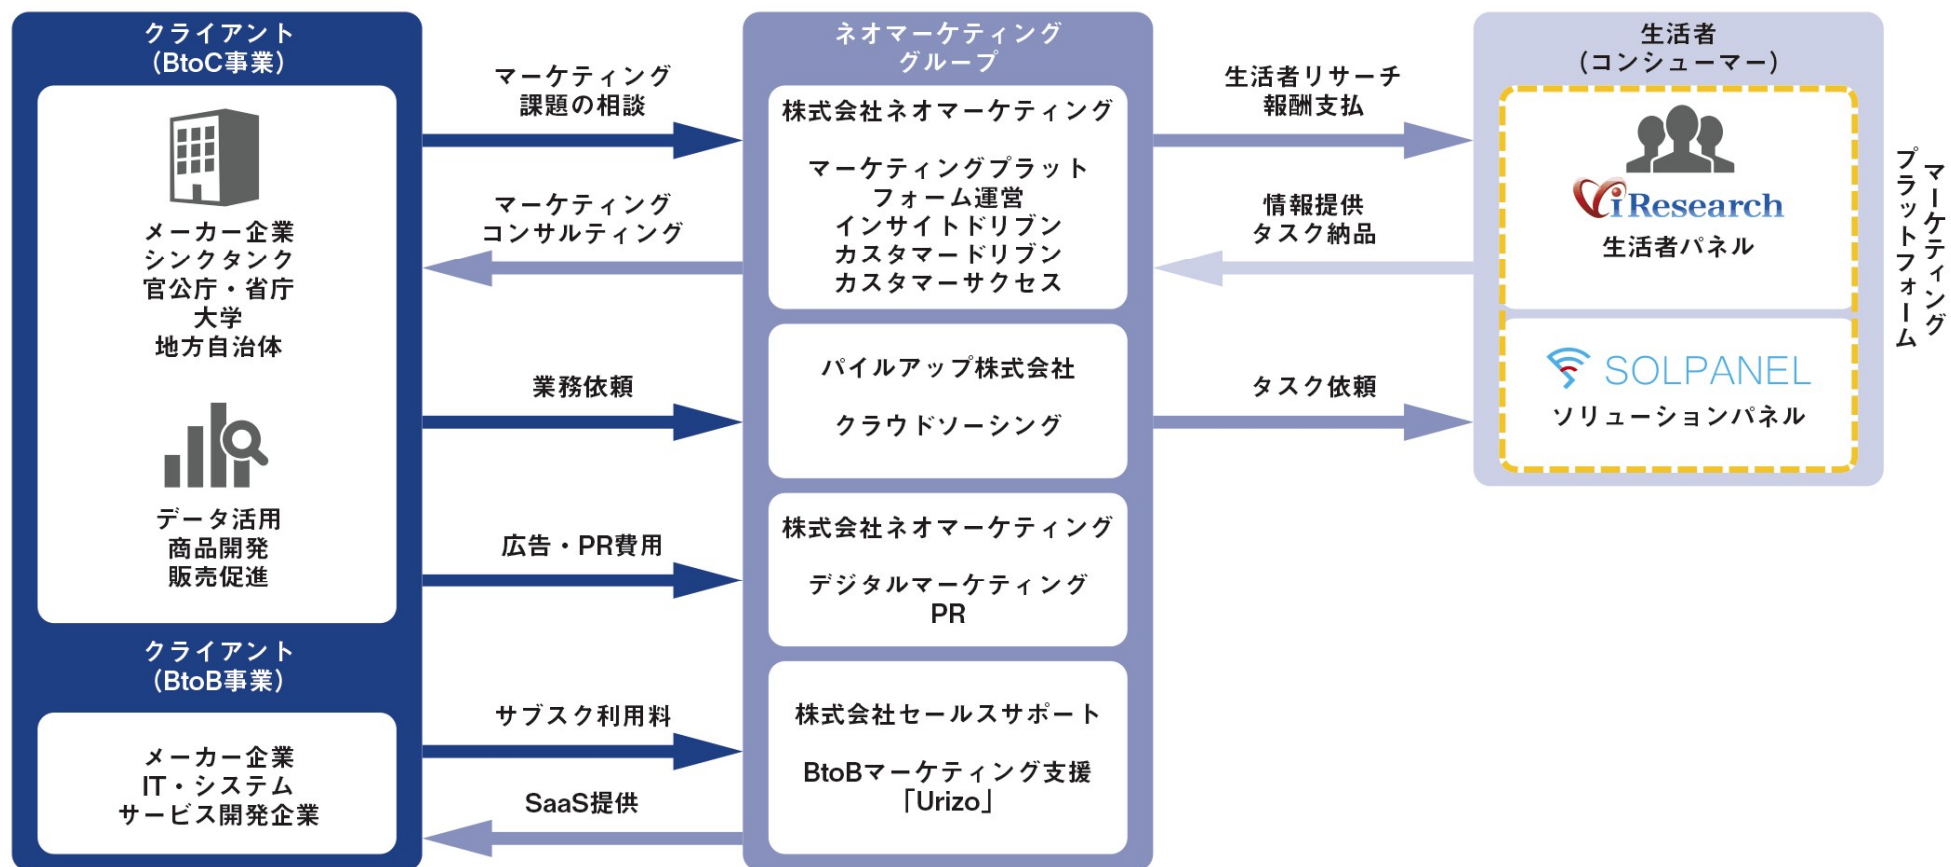 クライアント
(BtoC事業)
メーカー企業
シンクタンク
官公庁・省庁
大学
地方自治体
データ活用
商品開発
販売促進
クライアント
(BtoB事業)
メーカー企業
IT・システム
サービス開発企業
マーケティング
課題の相談
マーケティング
コンサルティング
業務依頼
広告・PR費用
サブスク利用料
SaaS提供
ネオマーケティング
グループ
株式会社ネオマーケティング
マーケティングプラット
フォーム運営
インサイトドリブン
カスタマードリブン
カスタマーサクセス
パイルアップ株式会社
クラウドソーシング
株式会社ネオマーケティング
デジタルマーケティング
PR
株式会社セールスサポート
BtoBマーケティング支援
「Urizo」
生活者リサーチ
報酬支払
情報提供
タスク納品
タスク依頼
生活者
(コンシューマー)
iResearch
生活者パネル
SOLPANEL
ソリューションパネル
マーケティング
プラットフォーム